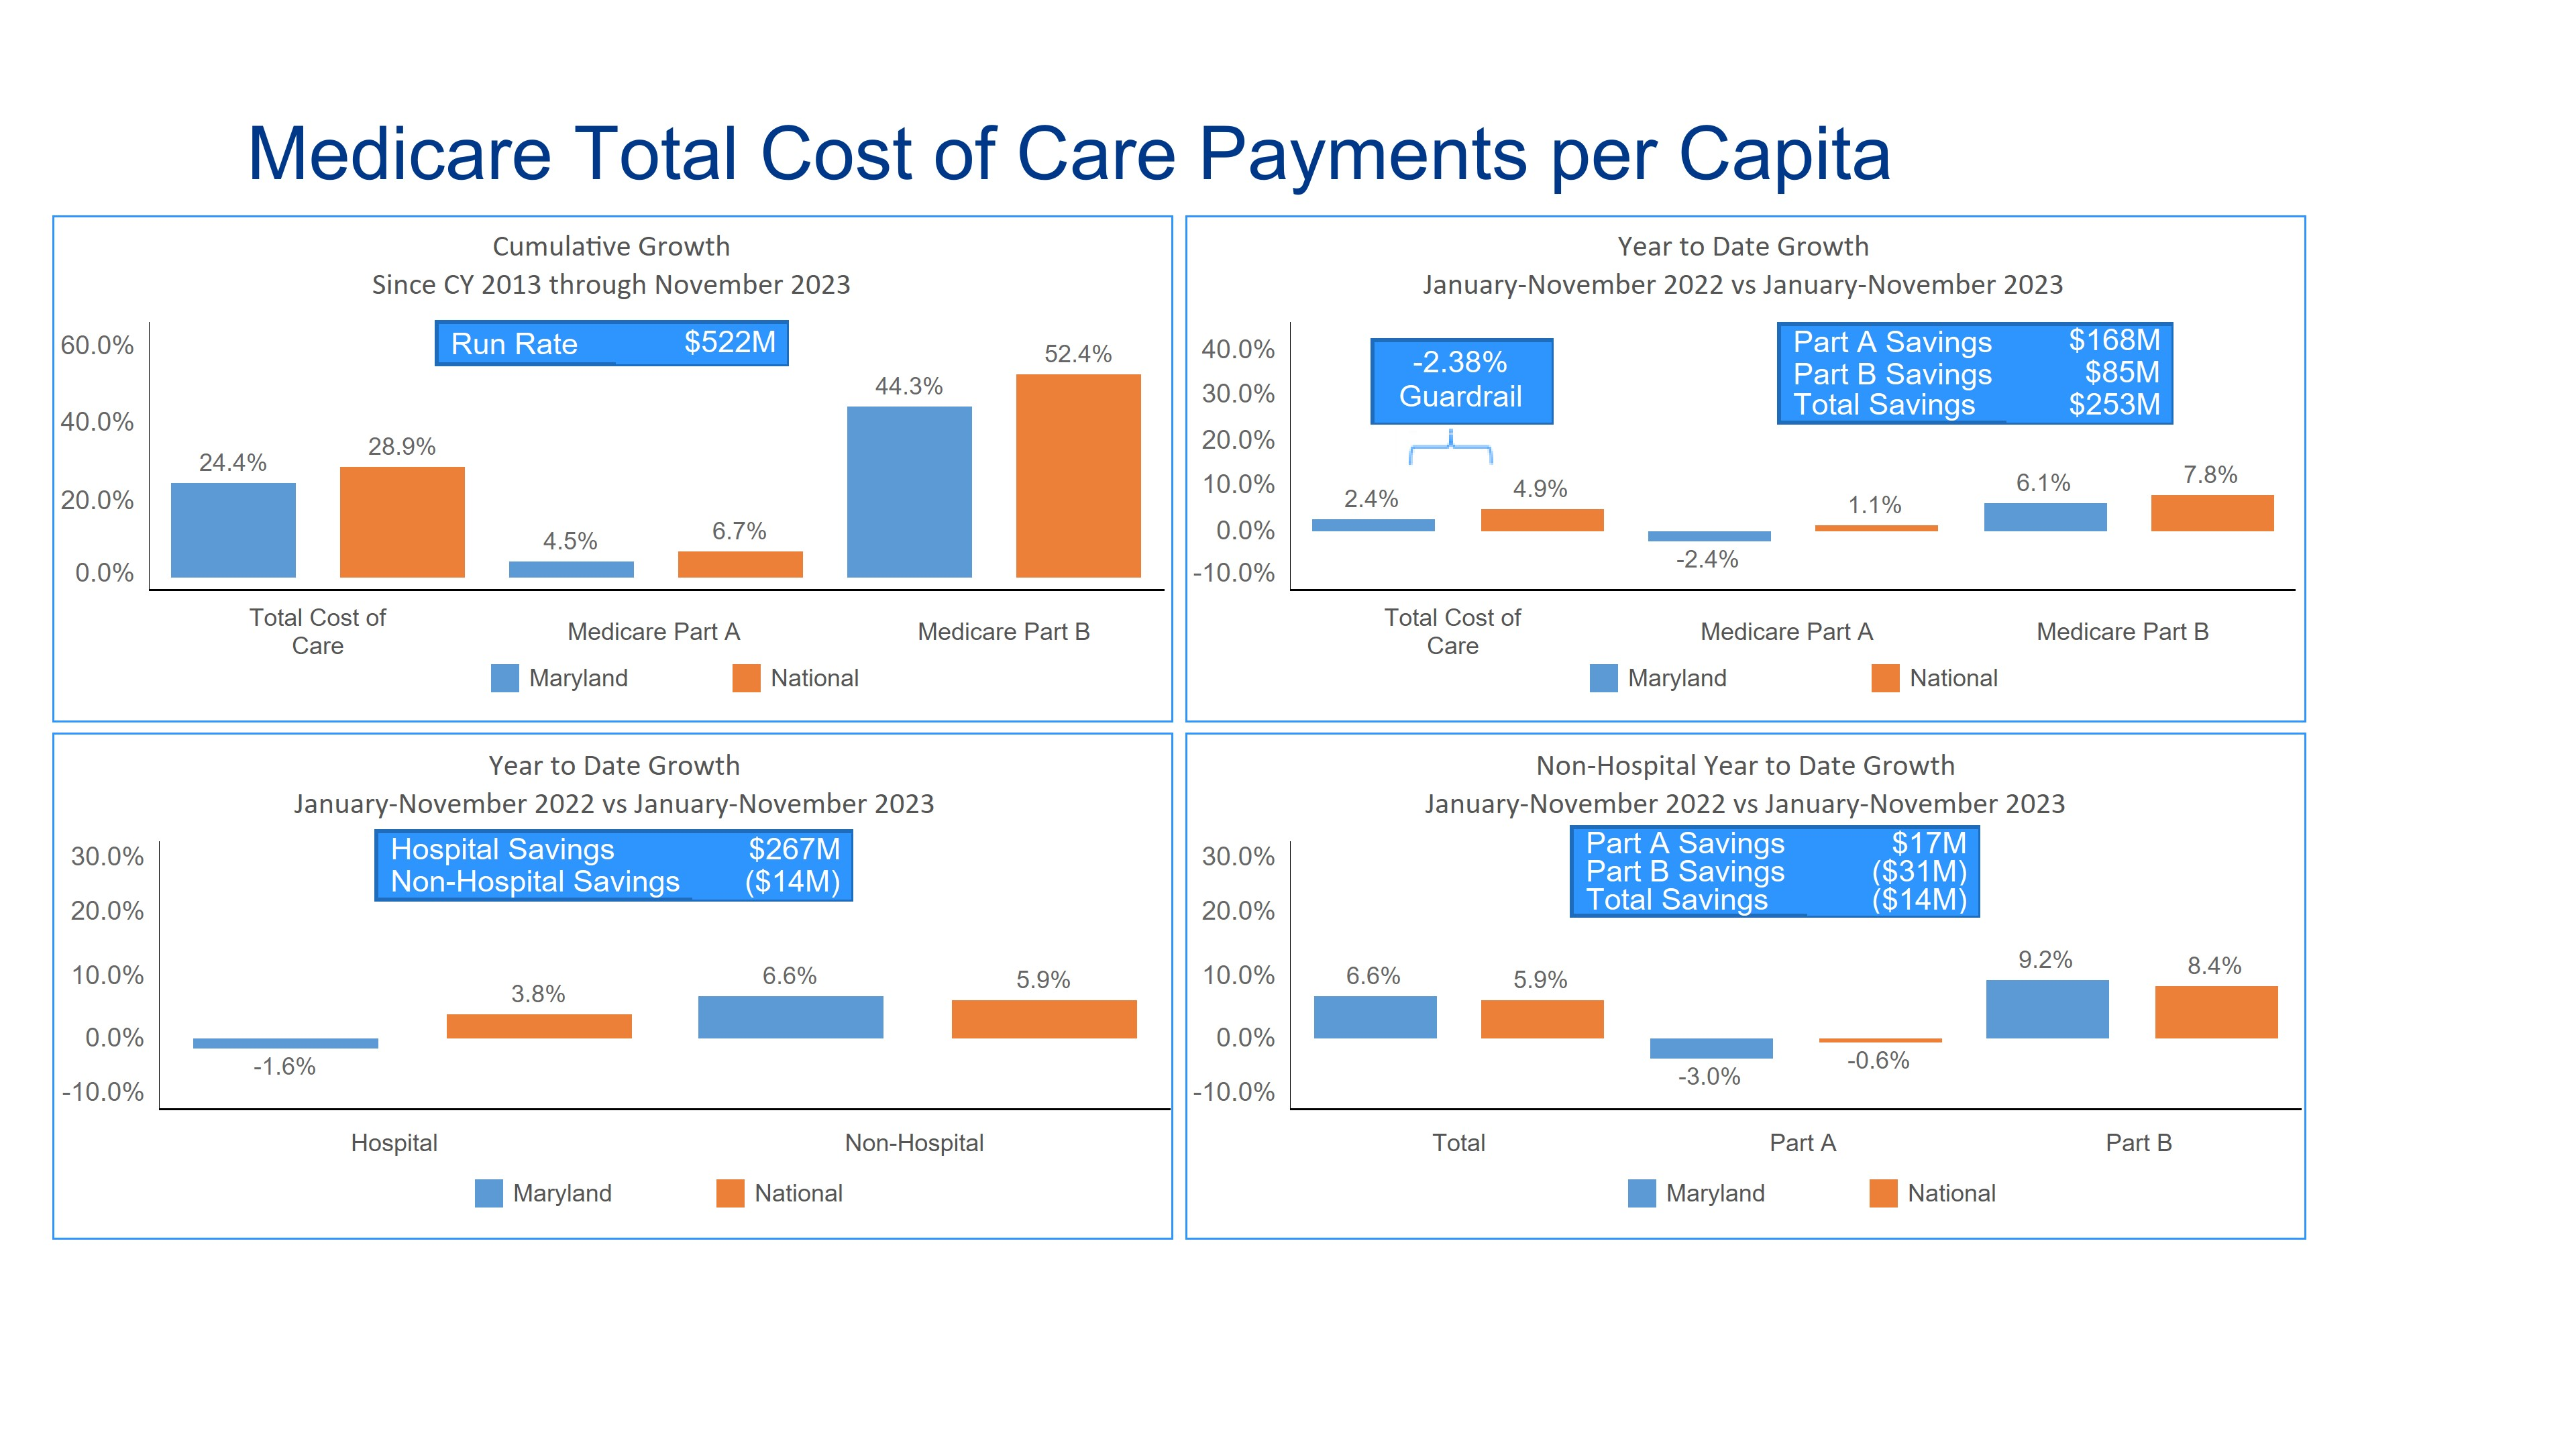 Medicare Total Cost of Care Payments per Capita
Cumulative Growth
Since CY 2013 through November 2023
Run Rate $522M
60.0%
40.0%
20.0%
0.0%
24.4%
28.9%
4.5%
6.7%
44.3%
52.4%
Total Cost of
Care
Medicare Part A
Medicare Part B
Maryland
National
Year to Date Growth
January-November 2022 vs January-November 2023
-2.38%
Guardrail
Part A Savings $168M
Part B Savings $85M
Total Savings $253M
40.0%
30.0%
20.0%
10.0%
0.0%
-10.0%
2.4%
4.9%
-2.4%
1.1%
6.1%
7.8%
Total Cost of
Care
Medicare Part A
Medicare Part B
Maryland
National
Year to Date Growth
January-November 2022 vs January-November 2023
Hospital Savings $267M
Non-Hospital Savings ($14M)
30.0%
20.0%
10.0%
0.0%
-10.0%
-1.6%
3.8%
6.6%
5.9%
Hospital
Non-Hospital
Maryland
National
Non-Hospital Year to Date Growth
January-November 2022 vs January-November 2023
Part A Savings $17M
Part B Savings ($31M)
Total Savings ($14M)
30.0%
20.0%
10.0%
0.0%
-10.0%
6.6%
5.9%
-3.0%
-0.6%
9.2%
8.4%
Total
Part A
Part B
Maryland
National